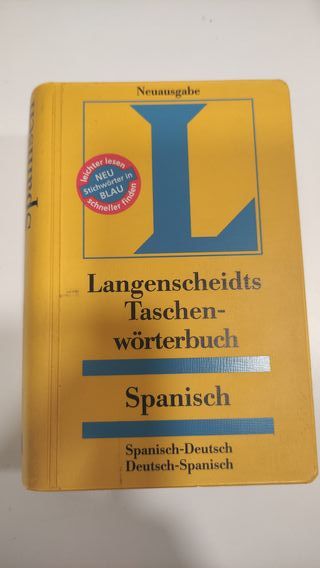 Neuausgabe
L
leichter lesen
NEU
Stichwörter in
BLAU
schneller finden
Langenscheidts
Taschen-
wörterbuch
Spanisch
Spanisch-Deutsch
Deutsch-Spanisch